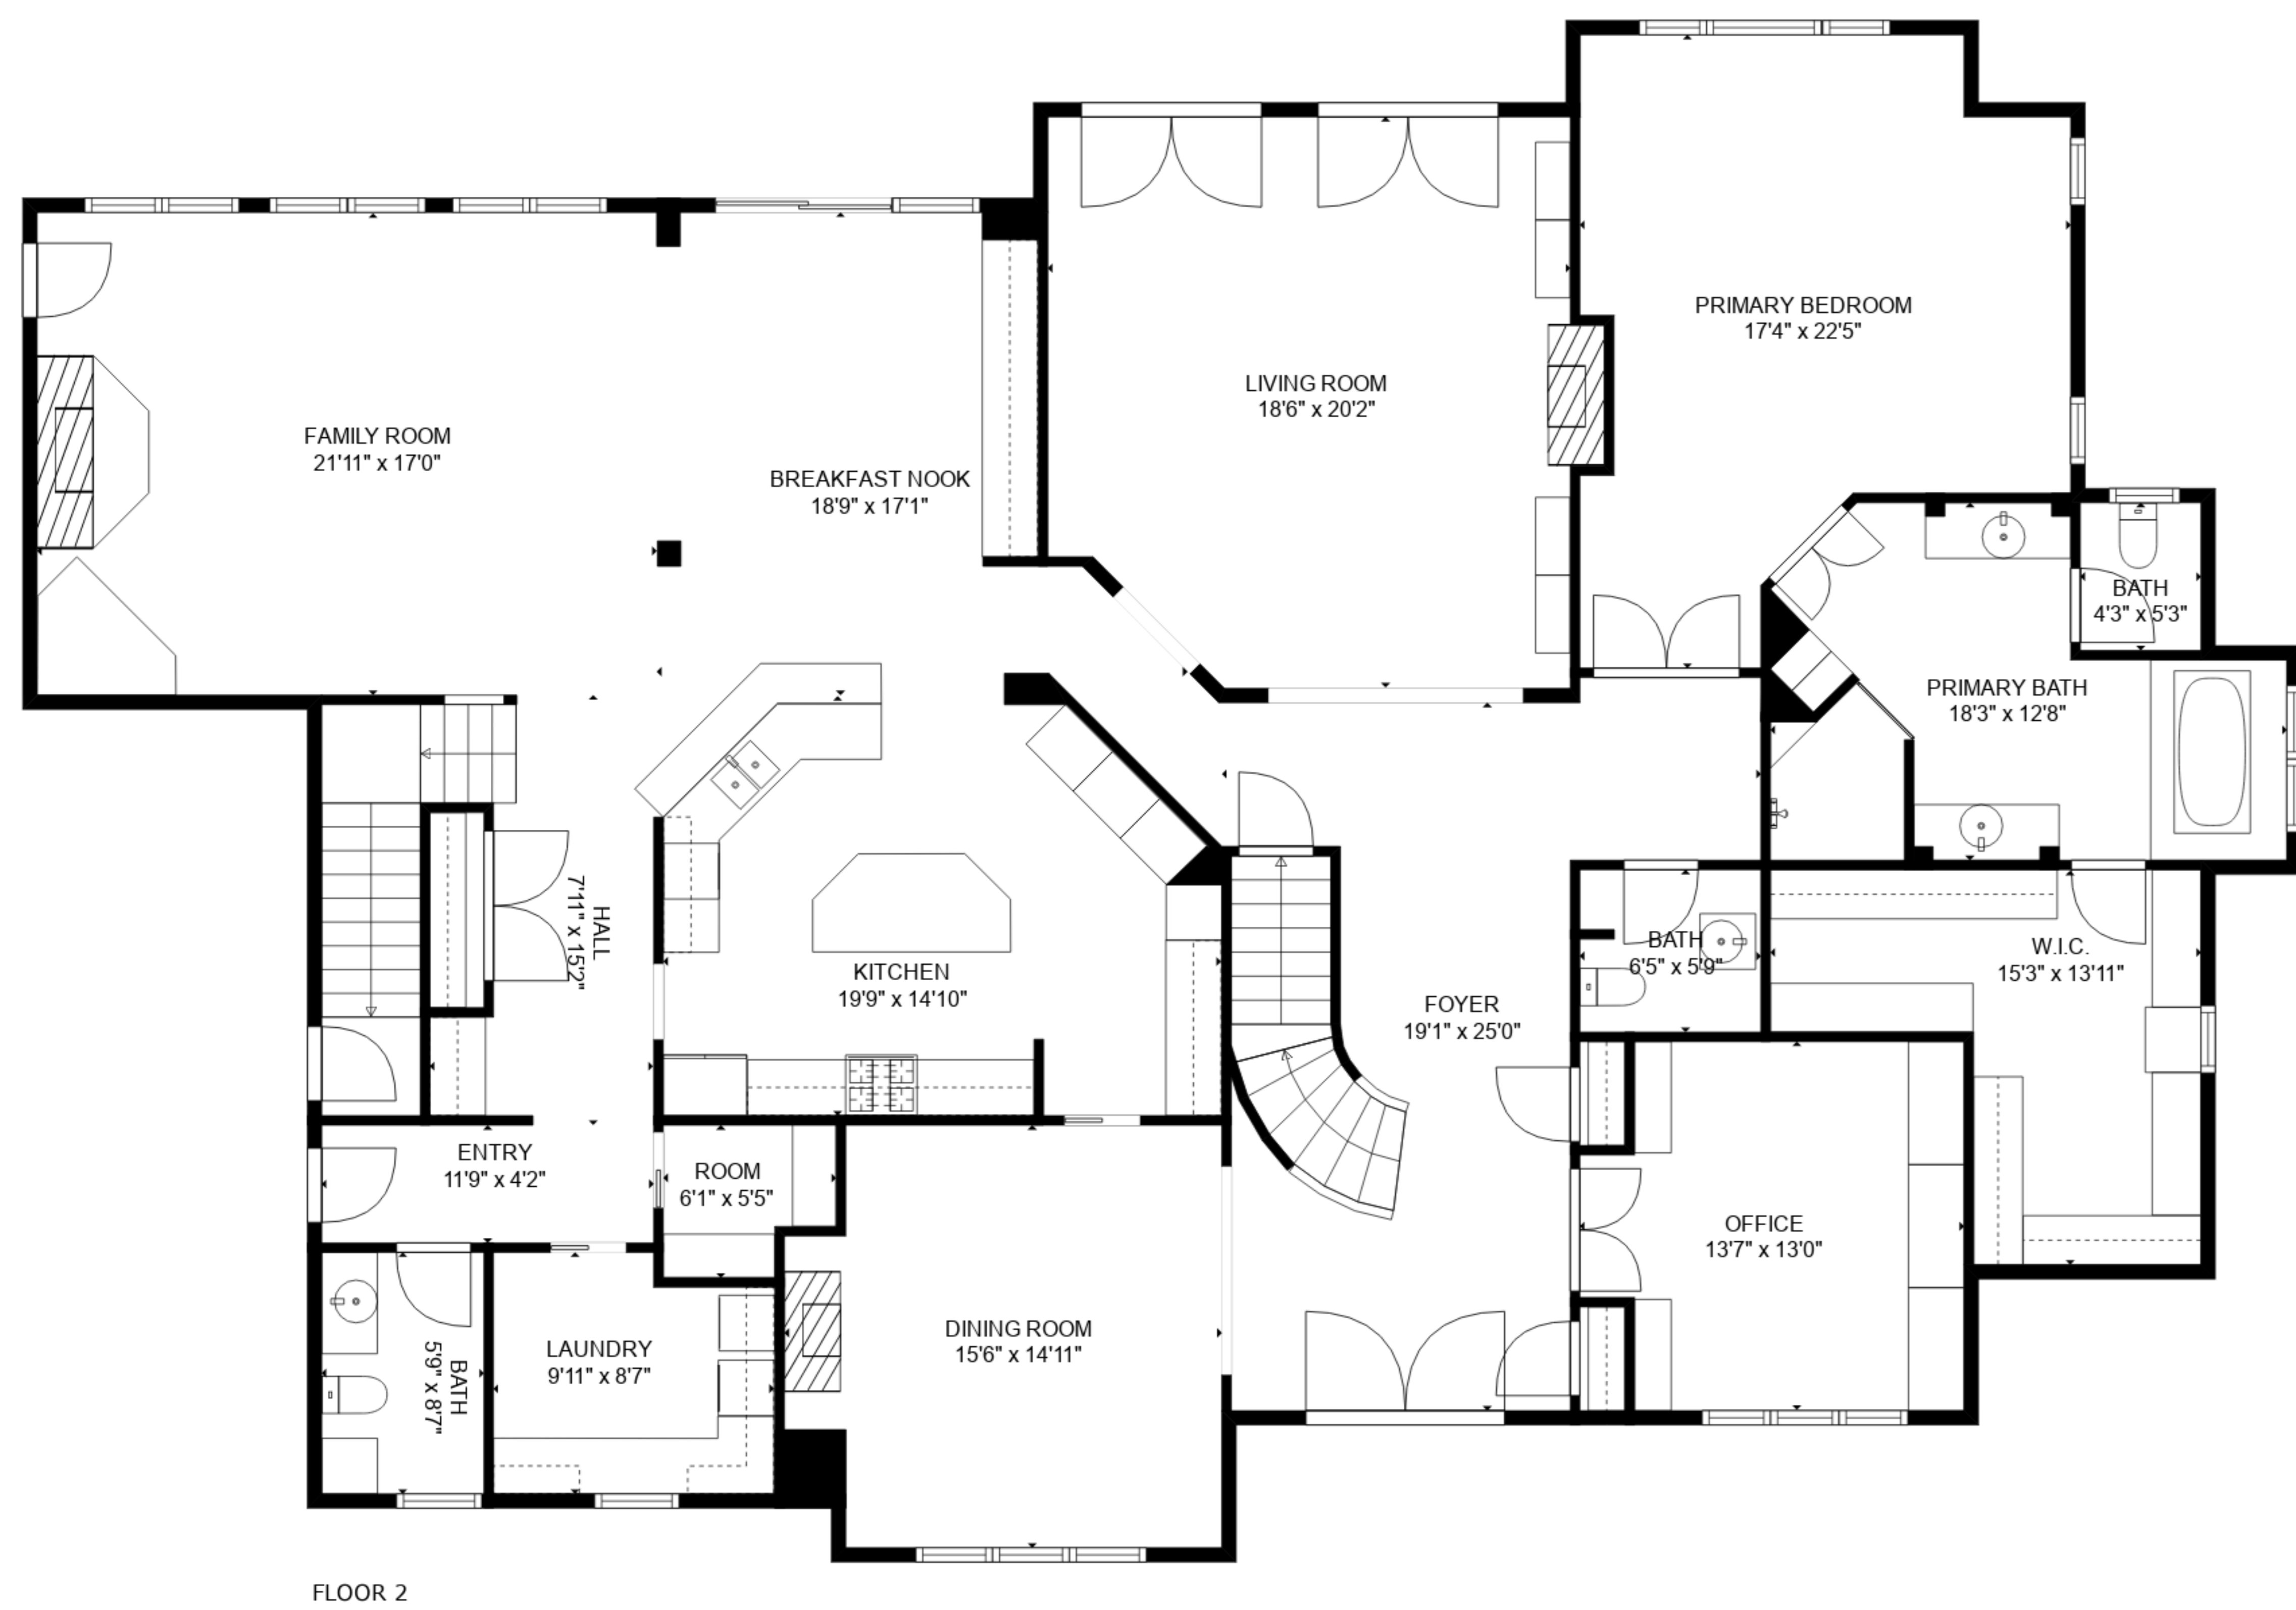 PRIMARY BEDROOM
17'4" x 22'5"
LIVING ROOM
18'6" x 20'2"
FAMILY ROOM
21'11" x 17'0"
BREAKFAST NOOK
18'9" x 17'1"
BATH
4'3" x 5'3"
PRIMARY BATH
18'3" x 12'8"
HALL
7'11" x 15'2"
KITCHEN
19'9" x 14'10"
BATH
6'5" x 5'9"
W.I.C.
15'3" x 13'11"
FOYER
19'1" x 25'0"
ENTRY
11'9" x 4'2"
ROOM
6'1" x 5'5"
OFFICE
13'7" x 13'0"
DINING ROOM
15'6" x 14'11"
LAUNDRY
9'11" x 8'7"
BATH
5'9" x 8'7"
FLOOR 2